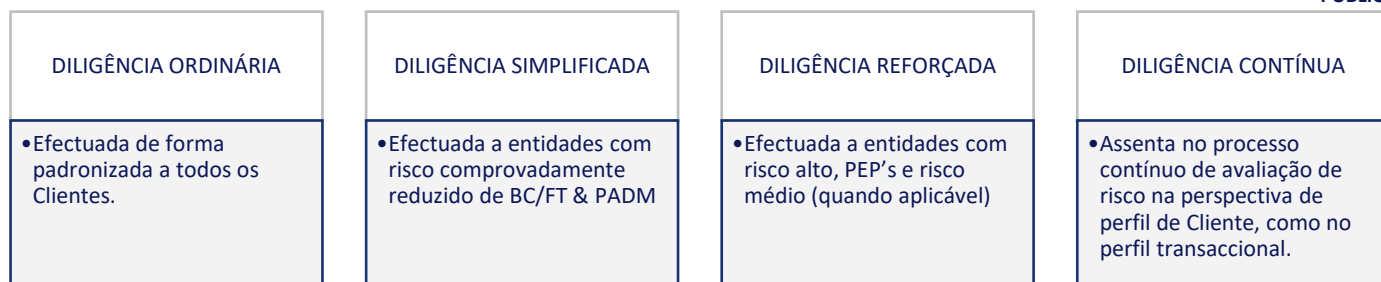 DILIGÊNCIA ORDINÁRIA
•Efectuada de forma
padronizada a todos os
Clientes.
DILIGÊNCIA SIMPLIFICADA
•Efectuada a entidades com
risco comprovadamente
reduzido de BC/FT & PADM
DILIGÊNCIA REFORÇADA
•Efectuada a entidades com
risco alto, PEP’s e risco
médio (quando aplicável)
DILIGÊNCIA CONTÍNUA
•Assenta no processo
contínuo de avaliação de
risco na perspectiva de
perfil de Cliente, como no
perfil transaccional.